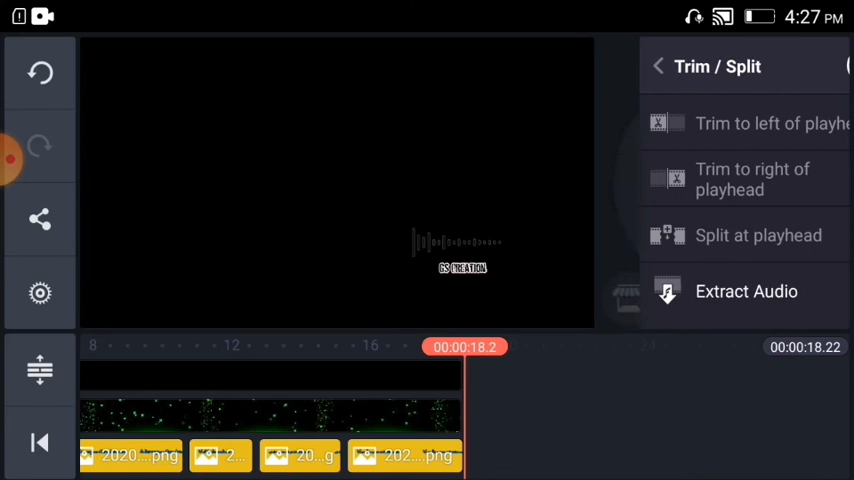 4:27 PM
Trim / Split
Trim to left of playhe
Trim to right of
playhead
Split at playhead
Extract Audio
GS CREATION
8 12 16 00:00:18.2 24 00:00:18.22
2020....png 2... 20...g 202....png